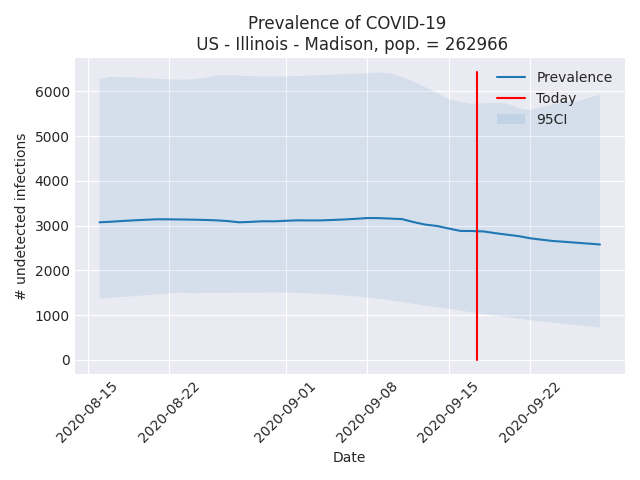 Prevalence of COVID-19
US - Illinois - Madison, pop. = 262966
Prevalence
Today
95CI
# undetected infections
6000
5000
4000
3000
2000
1000
0
2020-08-15
2020-08-22
2020-09-01
2020-09-08
2020-09-15
2020-09-22
Date